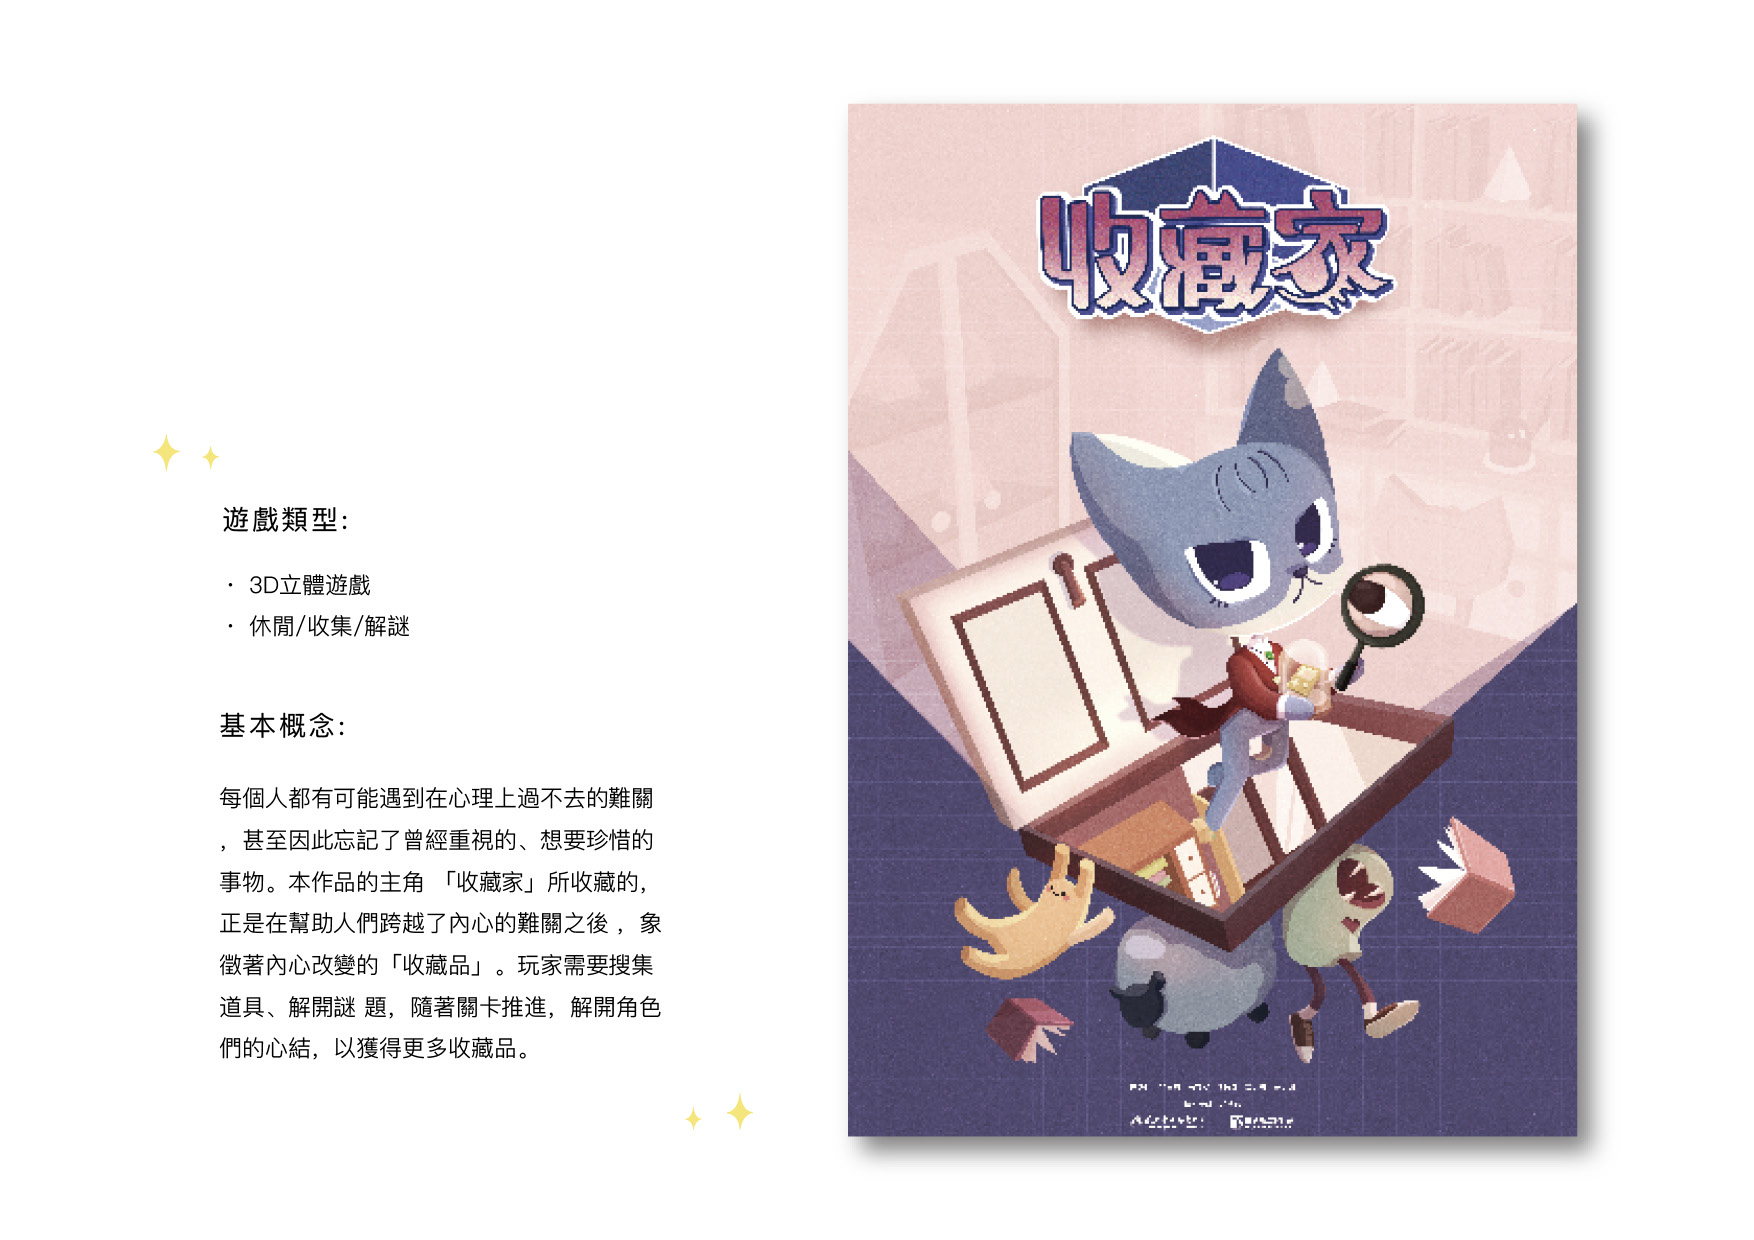 遊戲類型:
・ 3D立體遊戲
・ 休閒/收集/解謎
基本概念:
每個人都有可能遇到在心理上過不去的難關
，甚至因此忘記了曾經重視的、想要珍惜的
事物。本作品的主角 「收藏家」所收藏的，
正是在幫助人們跨越了內心的難關之後 ，象
徵著內心改變的「收藏品」。玩家需要搜集
道具、解開謎 題，隨著關卡推進，解開角色
們的心結，以獲得更多收藏品。
收藏家